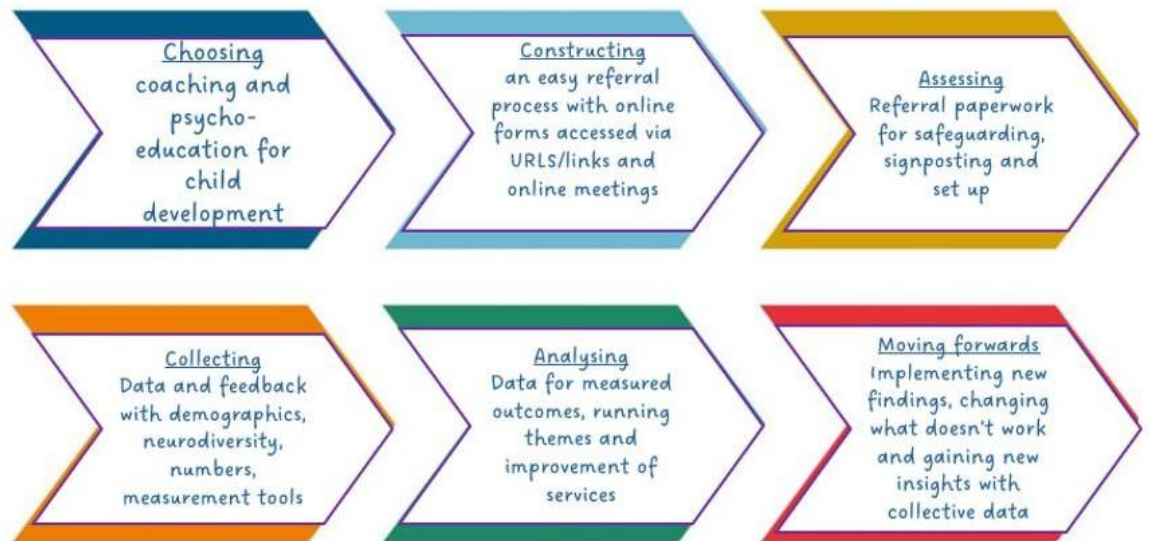 Choosing
coaching and
psycho-
education for
child
development
Constructing
an easy referral
process with online
forms accessed via
URLS/links and
online meetings
Assessing
Referral paperwork
for safeguarding,
signposting and
set up
Collecting
Data and feedback
with demographics,
neurodiversity,
numbers,
measurement tools
Analysing
Data for measured
outcomes, running
themes and
improvement of
services
Moving forwards
Implementing new
findings, changing
what doesn't work
and gaining new
insights with
collective data